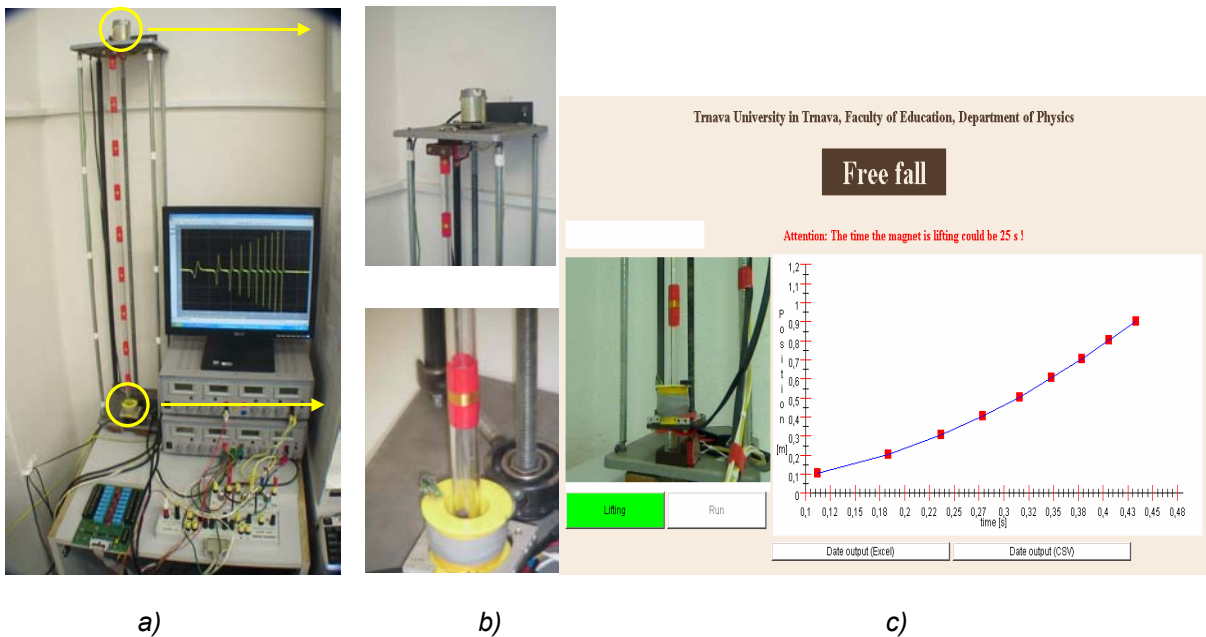 Trnava University in Trnava, Faculty of Education, Department of Physics
Free fall
Attention: The time the magnet is lifting could be 25 s !
Position [m]
1,2
1,1
1
0,9
0,8
0,7
0,6
0,5
0,4
0,3
0,2
0,1
0
0,1 0,12 0,15 0,18 0,2 0,22 0,25 0,28 0,3 0,32 0,35 0,38 0,4 0,43 0,45 0,48
time [s]
Lifting Run
Date output (Excel) Date output (CSV)
a) b) c)